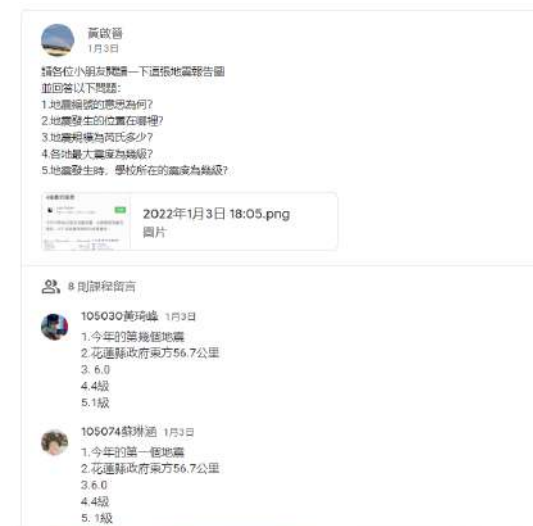 黃啟晉
1月3日
請各位小朋友閱讀一下這張地震報告圖
並回答以下問題:
1.地震編號的意思為何?
2.地震發生的位置在哪裡?
3.地震規模為芮氏多少?
4.各地最大震度為幾級?
5.地震發生時, 學校所在的震度為幾級?
2022年1月3日 18:05.png
圖片
8 則課程留言
105030黃琦峰 1月3日
1.今年的第幾個地震
2.花蓮縣政府東方56.7公里
3. 6.0
4.4級
5.1級
105074蘇琳涵 1月3日
1.今年的第一個地震
2.花蓮縣政府東方56.7公里
3.6.0
4.4級
5. 1級